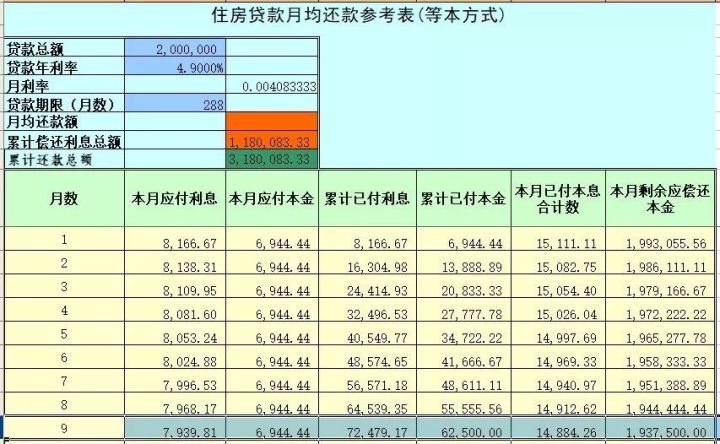 住房贷款月均还款参考表(等本方式)
贷款总额 2,000,000
贷款年利率 4.9000%
月利率 0.004083333
贷款期限（月数） 288
月均还款额
累计偿还利息总额 1,180,083.33
累计还款总额 3,180,083.33
月数 本月应付利息 本月应付本金 累计已付利息 累计已付本金 本月已付本息合计数 本月剩余应偿还本金
1 8,166.67 6,944.44 8,166.67 6,944.44 15,111.11 1,993,055.56
2 8,138.31 6,944.44 16,304.98 13,888.89 15,082.75 1,986,111.11
3 8,109.95 6,944.44 24,414.93 20,833.33 15,054.40 1,979,166.67
4 8,081.60 6,944.44 32,496.53 27,777.78 15,026.04 1,972,222.22
5 8,053.24 6,944.44 40,549.77 34,722.22 14,997.69 1,965,277.78
6 8,024.88 6,944.44 48,574.65 41,666.67 14,969.33 1,958,333.33
7 7,996.53 6,944.44 56,571.18 48,611.11 14,940.97 1,951,388.89
8 7,968.17 6,944.44 64,539.35 55,555.56 14,912.62 1,944,444.44
9 7,939.81 6,944.44 72,479.17 62,500.00 14,884.26 1,937,500.00